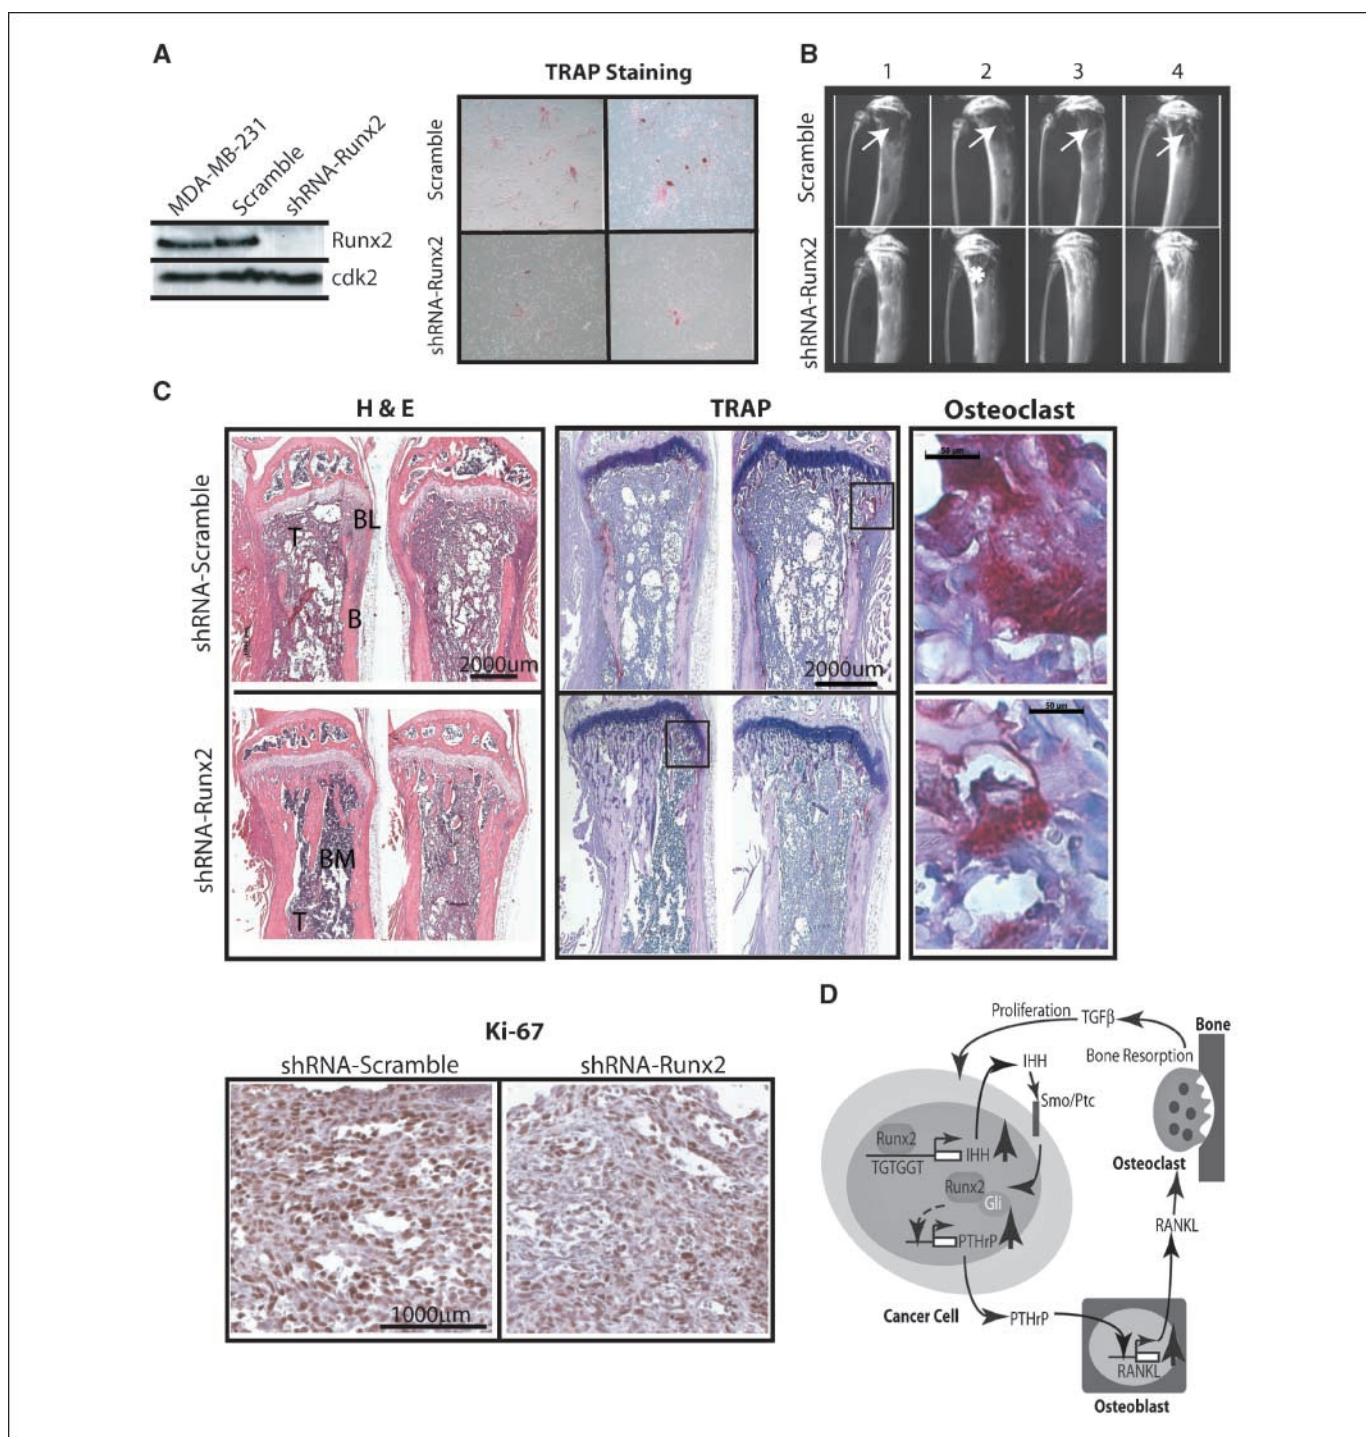 A
MDA-MB-231
Scramble
shRNA-Runx2
Runx2
cdk2
TRAP Staining
Scramble
shRNA-Runx2
B
1 2 3 4
Scramble
shRNA-Runx2
*
C
H & E
TRAP
Osteoclast
shRNA-Scramble
T
BL
B
2000um
2000um
50 µm
shRNA-Runx2
BM
T
50 µm
Ki-67
shRNA-Scramble
shRNA-Runx2
1000µm
D
Proliferation
TGFβ
Bone
Bone Resorption
IHH
Smo/Ptc
Runx2
TGTGGT
IHH
Osteoclast
Runx2
Gli
PTHrP
RANKL
Cancer Cell
PTHrP
RANKL
Osteoblast